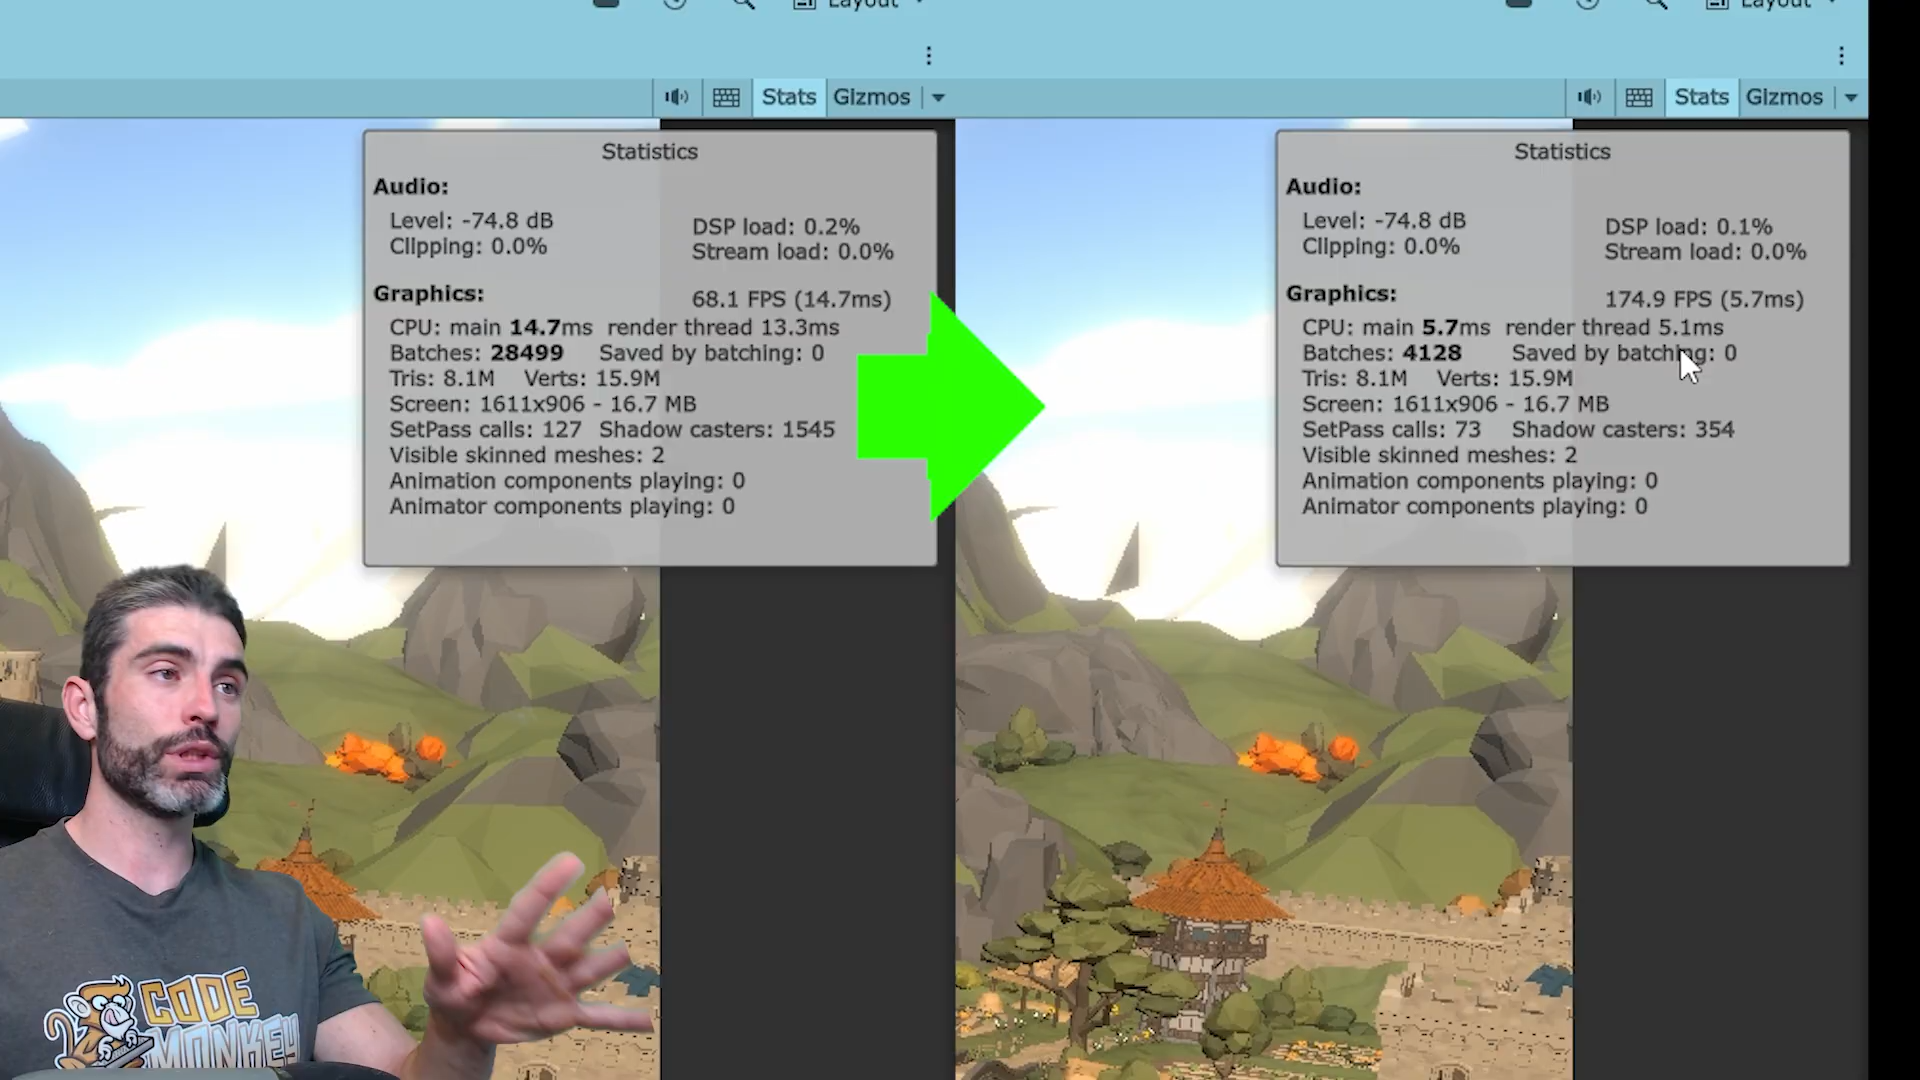 Layout
Stats Gizmos
Statistics
Audio:
Level: -74.8 dB DSP load: 0.2%
Clipping: 0.0% Stream load: 0.0%
Graphics: 68.1 FPS (14.7ms)
CPU: main 14.7ms render thread 13.3ms
Batches: 28499 Saved by batching: 0
Tris: 8.1M Verts: 15.9M
Screen: 1611x906 - 16.7 MB
SetPass calls: 127 Shadow casters: 1545
Visible skinned meshes: 2
Animation components playing: 0
Animator components playing: 0
Layout
Stats Gizmos
Statistics
Audio:
Level: -74.8 dB DSP load: 0.1%
Clipping: 0.0% Stream load: 0.0%
Graphics: 174.9 FPS (5.7ms)
CPU: main 5.7ms render thread 5.1ms
Batches: 4128 Saved by batching: 0
Tris: 8.1M Verts: 15.9M
Screen: 1611x906 - 16.7 MB
SetPass calls: 73 Shadow casters: 354
Visible skinned meshes: 2
Animation components playing: 0
Animator components playing: 0
CODE
MONKEY